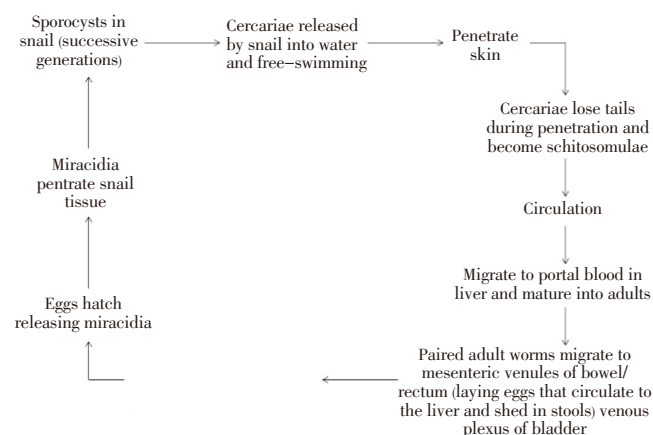 Sporocysts in
snail (successive
generations)
Cercariae released
by snail into water
and free-swimming
Penetrate
skin
Cercariae lose tails
during penetration and
become schitosomulae
Circulation
Migrate to portal blood in
liver and mature into adults
Paired adult worms migrate to
mesenteric venules of bowel/
rectum (laying eggs that circulate to
the liver and shed in stools) venous
plexus of bladder
Eggs hatch
releasing miracidia
Miracidia
pentrate snail
tissue